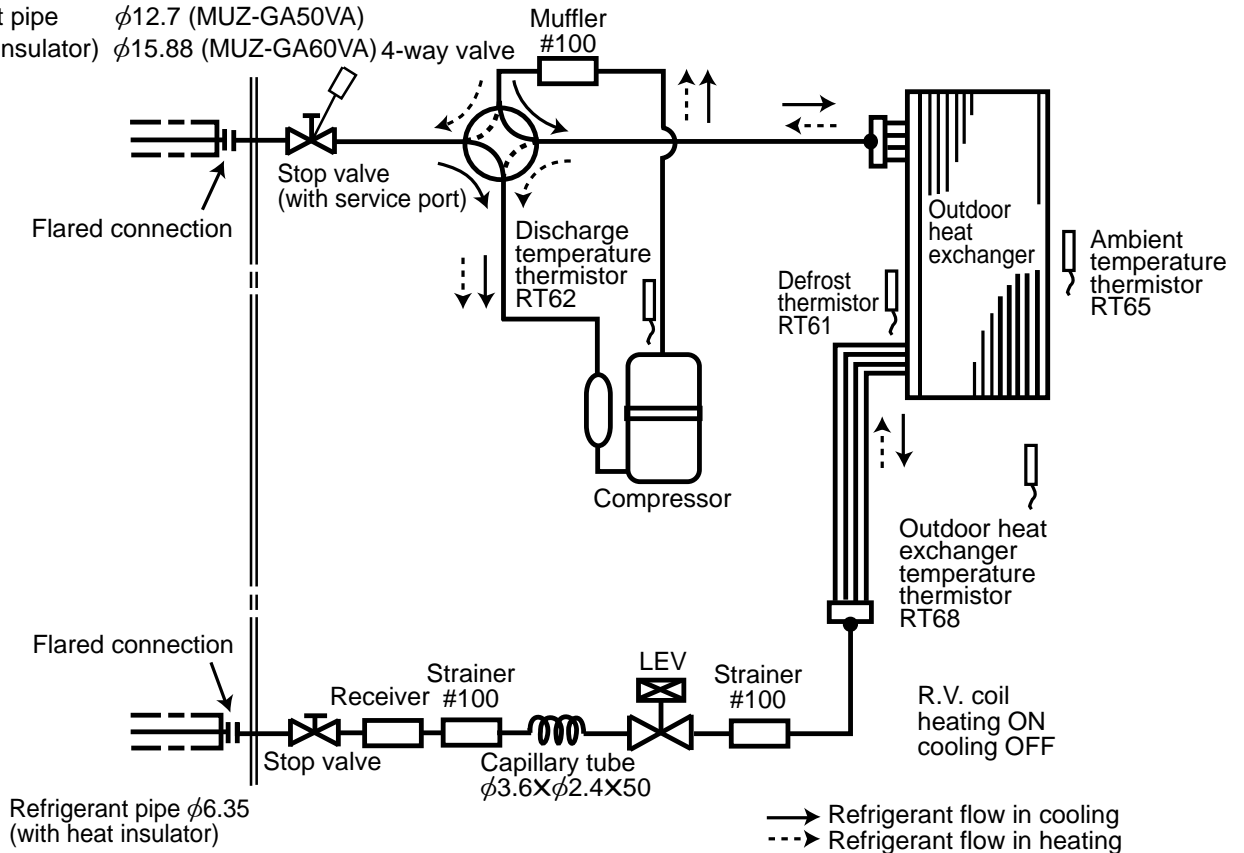 t pipe φ12.7 (MUZ-GA50VA)
nsulator) φ15.88 (MUZ-GA60VA)
4-way valve
Muffler
#100
Stop valve
(with service port)
Flared connection
Discharge
temperature
thermistor
RT62
Outdoor
heat
exchanger
Ambient
temperature
thermistor
RT65
Defrost
thermistor
RT61
Compressor
Outdoor heat
exchanger
temperature
thermistor
RT68
Flared connection
Stop valve
Receiver
Strainer
#100
Capillary tube
φ3.6Xφ2.4X50
LEV
Strainer
#100
R.V. coil
heating ON
cooling OFF
Refrigerant pipe φ6.35
(with heat insulator)
Refrigerant flow in cooling
Refrigerant flow in heating